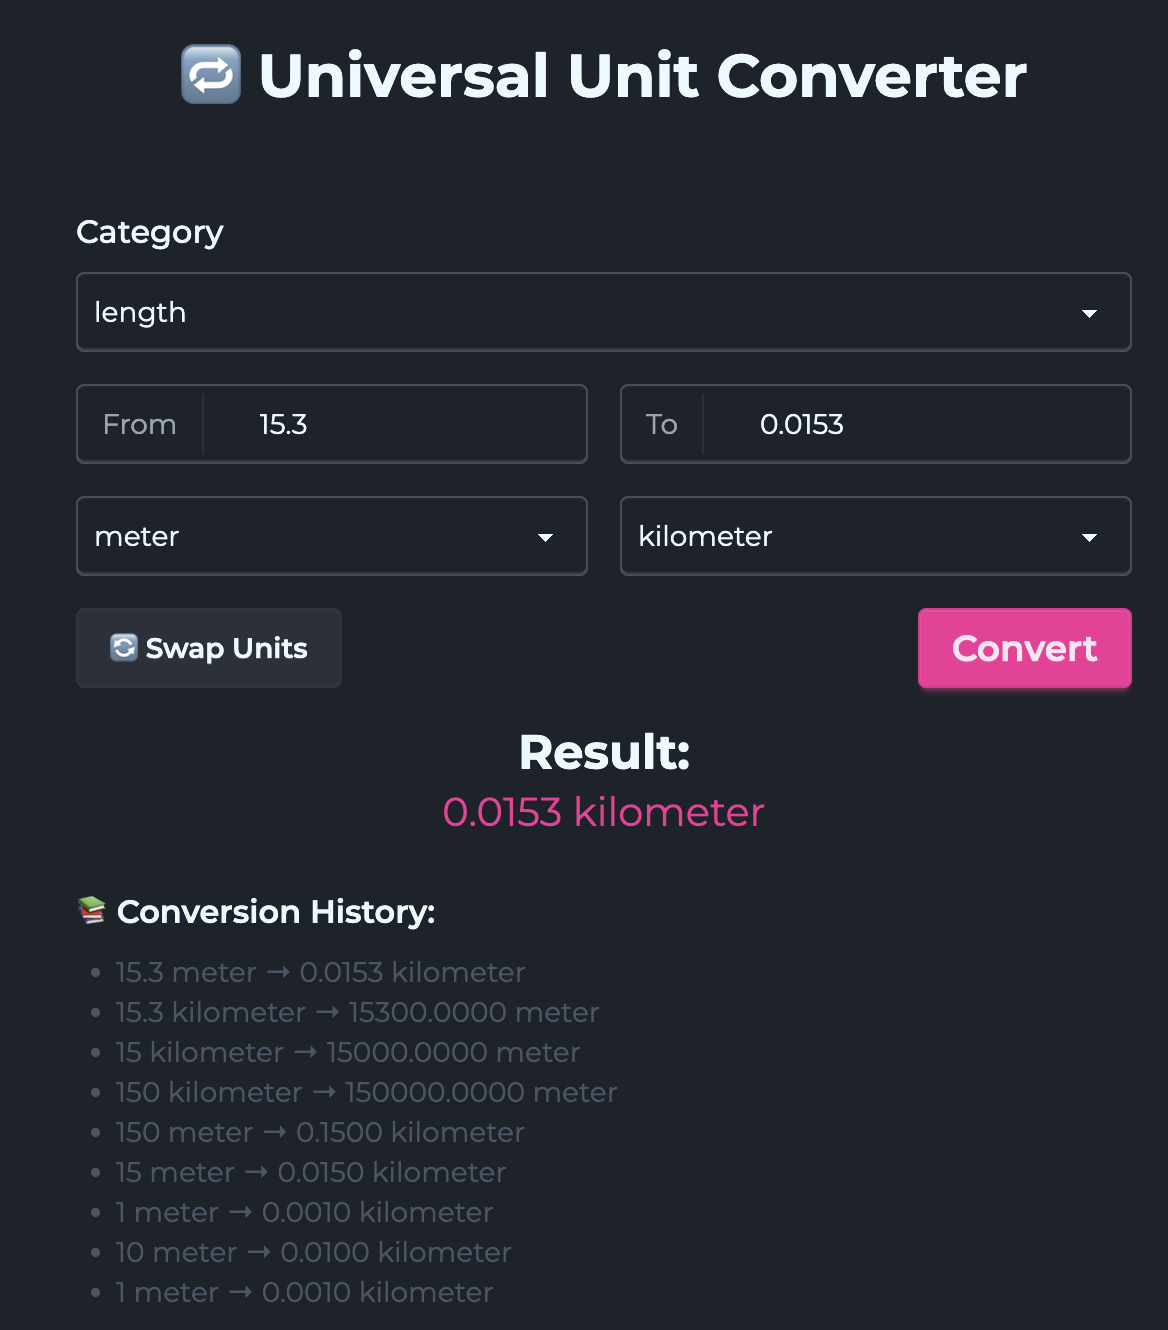 Universal Unit Converter
Category
length
From 15.3 To 0.0153
meter kilometer
Swap Units Convert
Result:
0.0153 kilometer
Conversion History:
• 15.3 meter → 0.0153 kilometer
• 15.3 kilometer → 15300.0000 meter
• 15 kilometer → 15000.0000 meter
• 150 kilometer → 150000.0000 meter
• 150 meter → 0.1500 kilometer
• 15 meter → 0.0150 kilometer
• 1 meter → 0.0010 kilometer
• 10 meter → 0.0100 kilometer
• 1 meter → 0.0010 kilometer